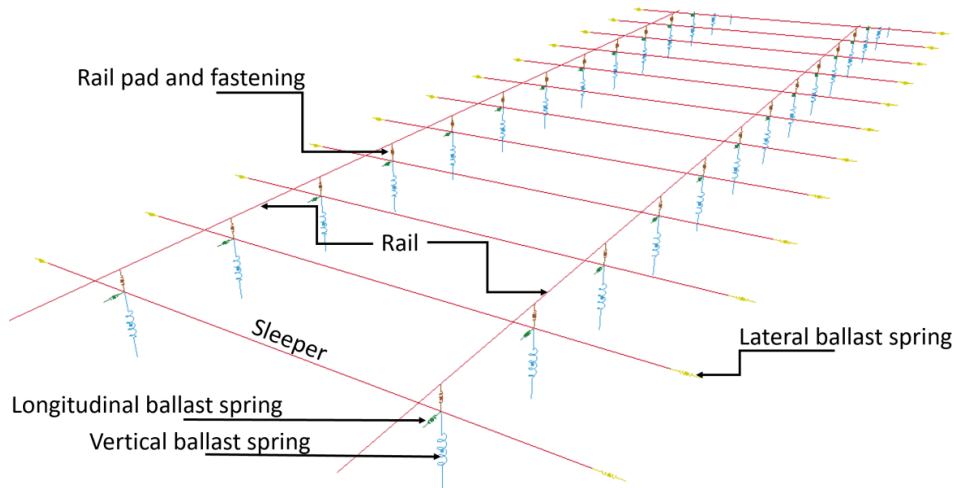 Rail pad and fastening
Rail
Sleeper
Lateral ballast spring
Longitudinal ballast spring
Vertical ballast spring